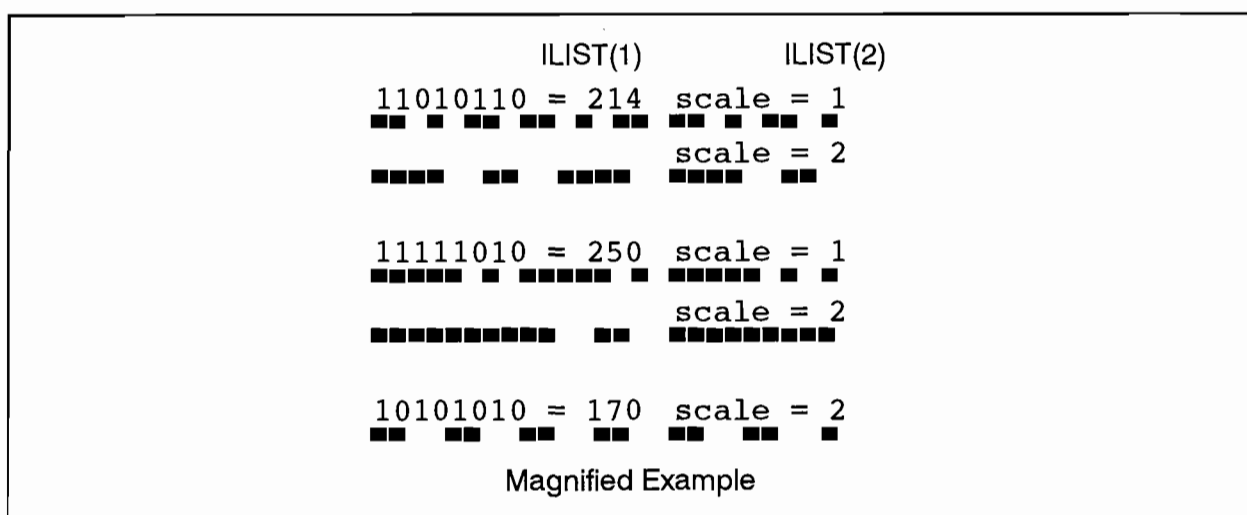 ILIST(1) ILIST(2)
11010110 = 214 scale = 1
scale = 2
11111010 = 250 scale = 1
scale = 2
10101010 = 170 scale = 2
Magnified Example